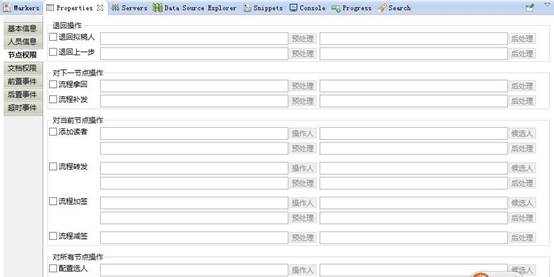 Markers Properties Servers Data Source Explorer Snippets Console Progress Search
基本信息
人员信息
节点权限
文档权限
前置事件
后置事件
超时事件
退回操作
退回拟稿人 预处理 后处理
退回上一步 预处理 后处理
对下一节点操作
流程拿回 预处理 后处理
流程补发 预处理 后处理
对当前节点操作
添加读者 操作人 候选人
预处理 后处理
流程转发 操作人 候选人
预处理 后处理
流程加签 操作人 候选人
预处理 后处理
流程减签 预处理 后处理
对所有节点操作
配置选人 操作人 候选人